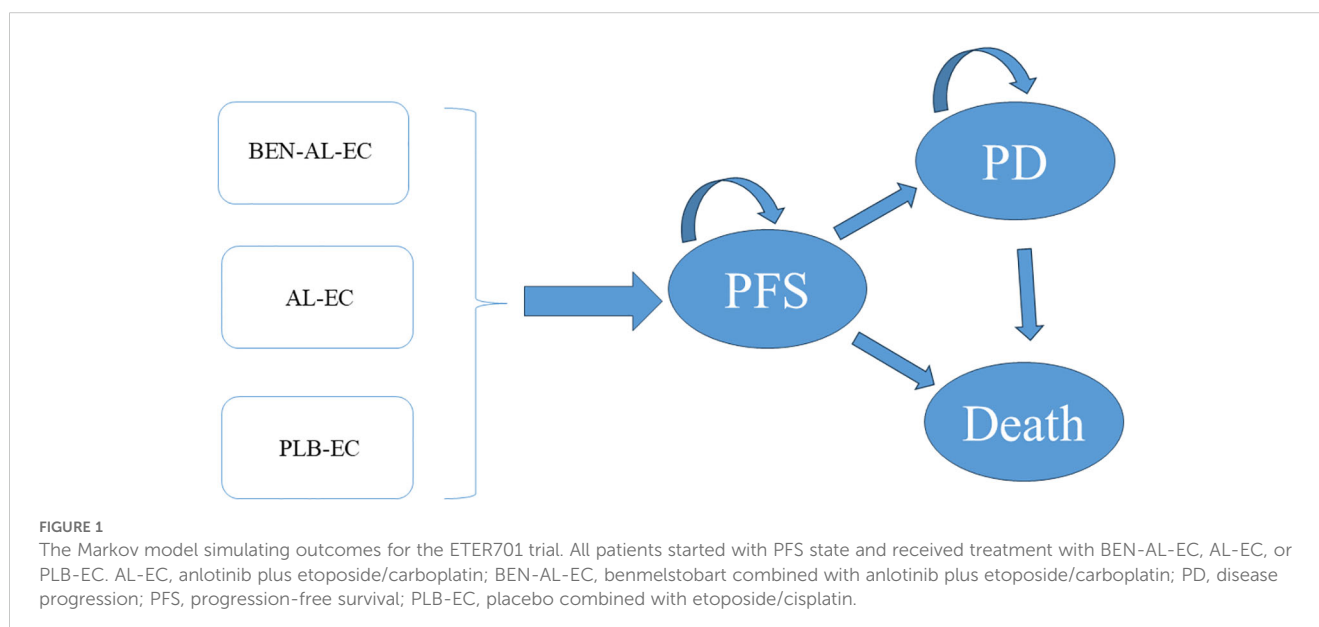 BEN-AL-EC
AL-EC
PLB-EC
PFS
PD
Death
FIGURE 1
The Markov model simulating outcomes for the ETER701 trial. All patients started with PFS state and received treatment with BEN-AL-EC, AL-EC, or
PLB-EC. AL-EC, anlotinib plus etoposide/carboplatin; BEN-AL-EC, benmelstobart combined with anlotinib plus etoposide/carboplatin; PD, disease
progression; PFS, progression-free survival; PLB-EC, placebo combined with etoposide/cisplatin.